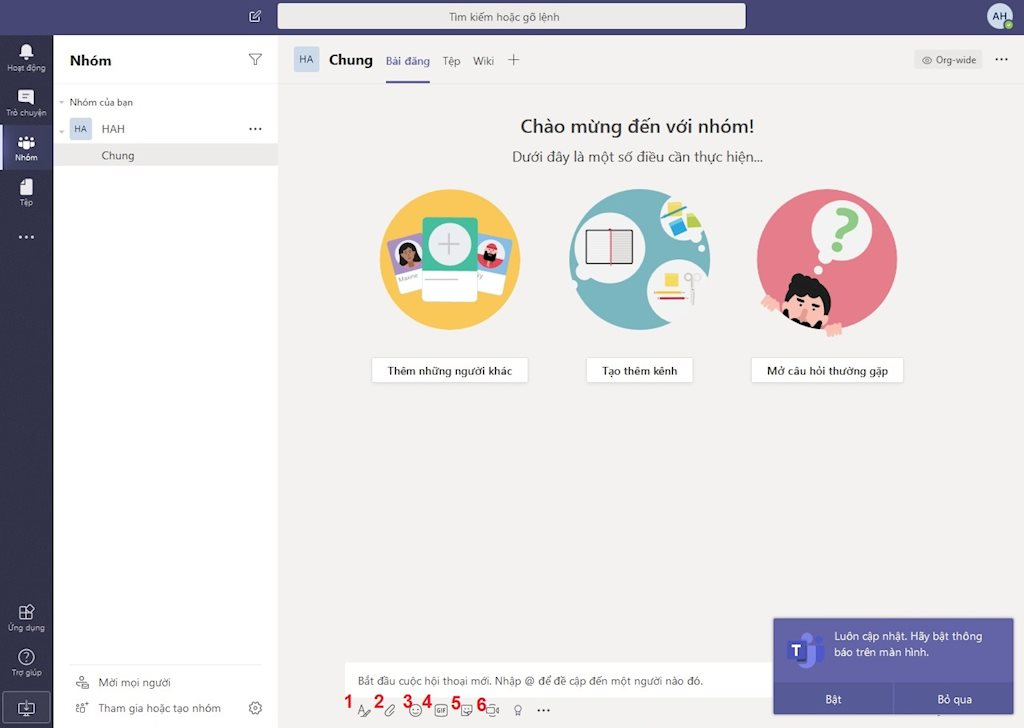 Tìm kiếm hoặc gõ lệnh
AH
Hoạt động
Trò chuyện
Nhóm
Tệp
Ứng dụng
Trợ giúp
Nhóm
Nhóm của bạn
HA HAH
Chung
Mời mọi người
Tham gia hoặc tạo nhóm
HA Chung Bài đăng Tệp Wiki
Org-wide
Chào mừng đến với nhóm!
Dưới đây là một số điều cần thực hiện...
Maxine
?
Thêm những người khác
Tạo thêm kênh
Mở câu hỏi thường gặp
Bắt đầu cuộc hội thoại mới. Nhập @ để đề cập đến một người nào đó.
1 2 3 4 GIF 5 6
T
Luôn cập nhật. Hãy bật thông
báo trên màn hình.
Bật
Bỏ qua